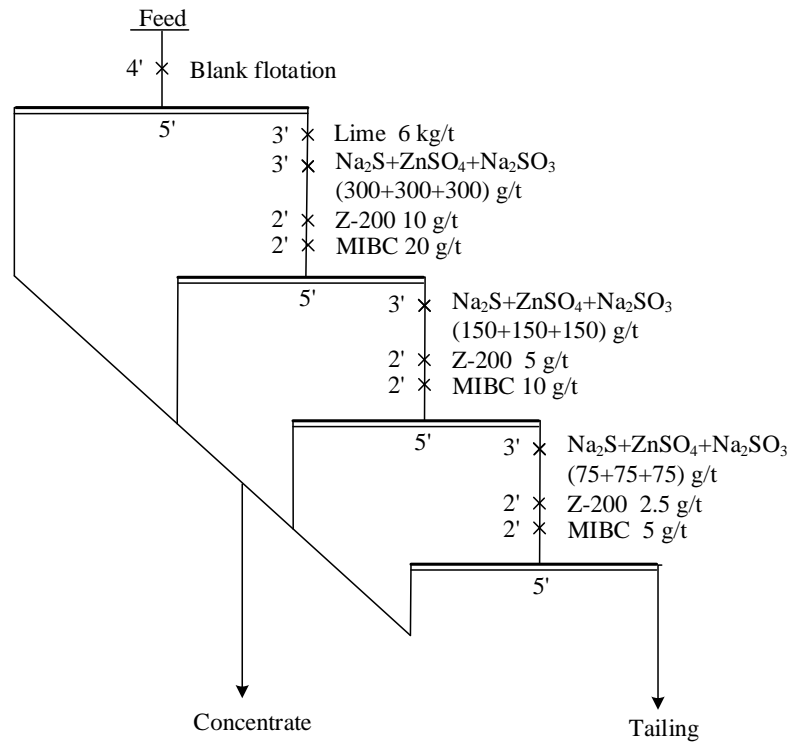 Feed
4' Blank flotation
5'
3' Lime 6 kg/t
3' Na₂S+ZnSO₄+Na₂SO₃
(300+300+300) g/t
2' Z-200 10 g/t
2' MIBC 20 g/t
5'
3' Na₂S+ZnSO₄+Na₂SO₃
(150+150+150) g/t
2' Z-200 5 g/t
2' MIBC 10 g/t
5'
3' Na₂S+ZnSO₄+Na₂SO₃
(75+75+75) g/t
2' Z-200 2.5 g/t
2' MIBC 5 g/t
5'
Concentrate
Tailing